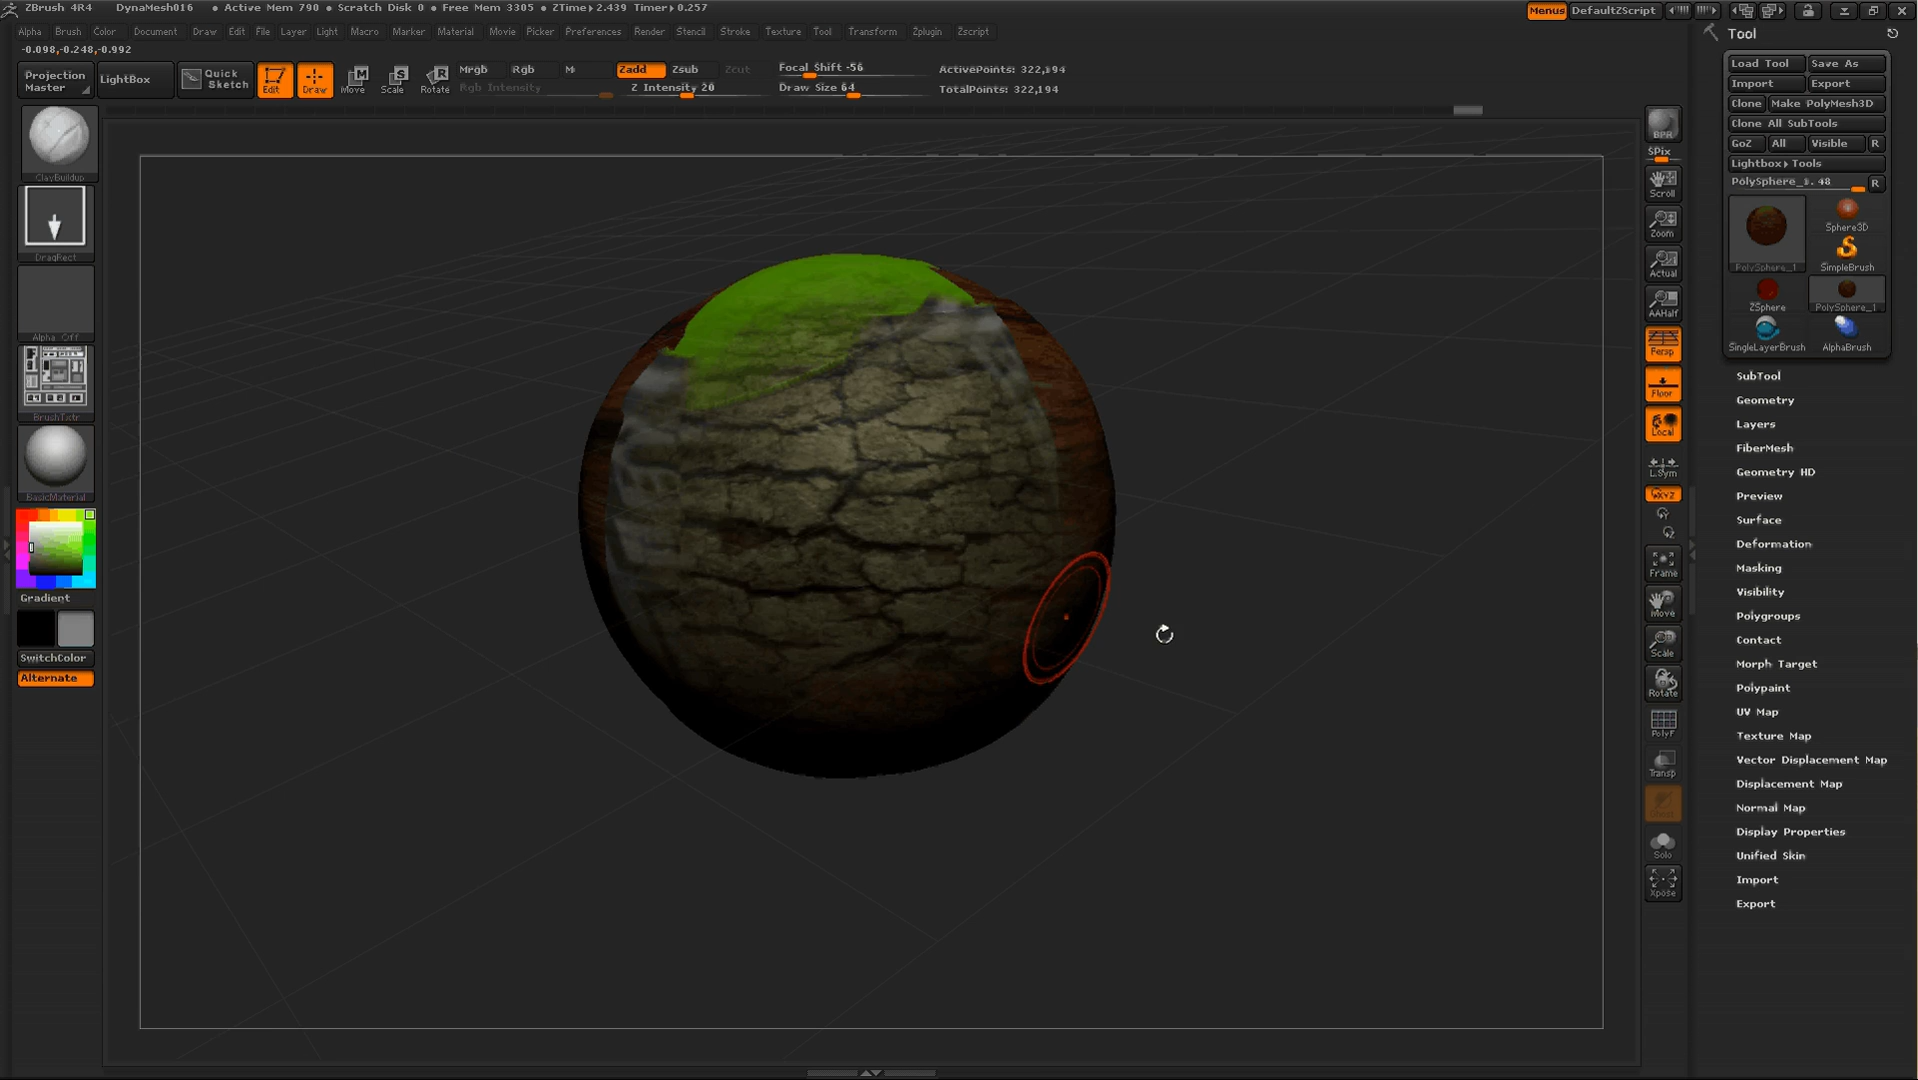 ZBrush 4R4 DynaMesh016 • Active Mem 790 • Scratch Disk 0 • Free Mem 3305 • ZTime▸2.439 Timer▸0.257 Menus DefaultZScript
Alpha Brush Color Document Draw Edit File Layer Light Macro Marker Material Movie Picker Preferences Render Stencil Stroke Texture Tool Transform Zplugin Zscript
-0.098,-0.248,-0.992
Projection Master
LightBox
Quick Sketch
Edit
Draw
Move
Scale
Rotate
Mrgb Rgb M
Rgb Intensity
Zadd Zsub Zcut
Z Intensity 20
Focal Shift -56
Draw Size 64
ActivePoints: 322,194
TotalPoints: 322,194
ClayBuildup
DragRect
Alpha Off
BrushTxtr
BasicMaterial
Gradient
SwitchColor
Alternate
BPR
SPix
Scroll
Zoom
Actual
AAHalf
Persp
Floor
Local
L.Sym
XYZ
Frame
Move
Scale
Rotate
PolyF
Transp
Ghost
Solo
Xpose
Tool
Load Tool Save As
Import Export
Clone Make PolyMesh3D
Clone All SubTools
GoZ All Visible R
Lightbox▸Tools
PolySphere_1. 48 R
PolySphere_1
Sphere3D
SimpleBrush
ZSphere
PolySphere_1
SingleLayerBrush
AlphaBrush
SubTool
Geometry
Layers
FiberMesh
Geometry HD
Preview
Surface
Deformation
Masking
Visibility
Polygroups
Contact
Morph Target
Polypaint
UV Map
Texture Map
Vector Displacement Map
Displacement Map
Normal Map
Display Properties
Unified Skin
Import
Export